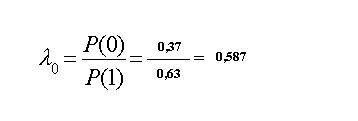 λ₀ = P(0)/P(1) = 0,37/0,63 = 0,587